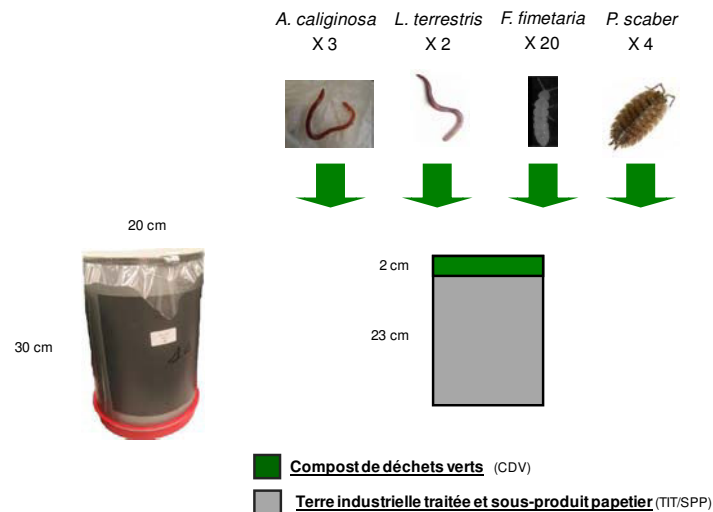 A. caliginosa L. terrestris F. fimetaria P. scaber
X 3 X 2 X 20 X 4
20 cm
2 cm
30 cm
23 cm
Compost de déchets verts (CDV)
Terre industrielle traitée et sous-produit papetier (TIT/SPP)